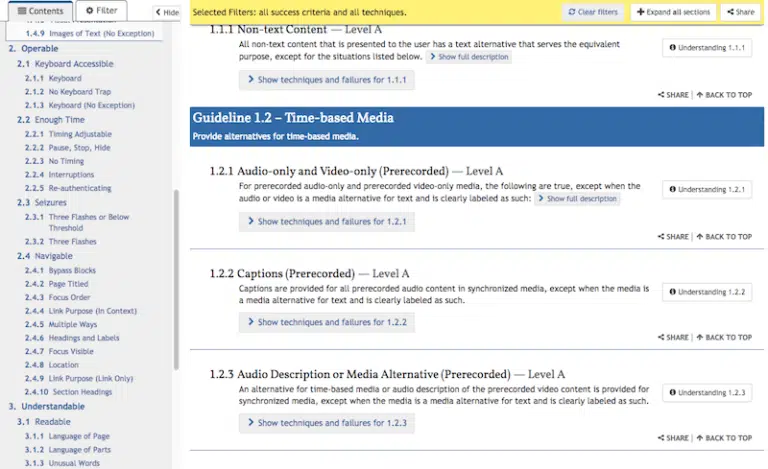 Contents
Filter
Hide
1.4.9 Images of Text (No Exception)
2. Operable
2.1 Keyboard Accessible
2.1.1 Keyboard
2.1.2 No Keyboard Trap
2.1.3 Keyboard (No Exception)
2.2 Enough Time
2.2.1 Timing Adjustable
2.2.2 Pause, Stop, Hide
2.2.3 No Timing
2.2.4 Interruptions
2.2.5 Re-authenticating
2.3 Seizures
2.3.1 Three Flashes or Below
Threshold
2.3.2 Three Flashes
2.4 Navigable
2.4.1 Bypass Blocks
2.4.2 Page Titled
2.4.3 Focus Order
2.4.4 Link Purpose (In Context)
2.4.5 Multiple Ways
2.4.6 Headings and Labels
2.4.7 Focus Visible
2.4.8 Location
2.4.9 Link Purpose (Link Only)
2.4.10 Section Headings
3. Understandable
3.1 Readable
3.1.1 Language of Page
3.1.2 Language of Parts
3.1.3 Unusual Words
Selected Filters: all success criteria and all techniques.
Clear filters
Expand all sections
Share
1.1.1 Non-text Content — Level A
All non-text content that is presented to the user has a text alternative that serves the equivalent
purpose, except for the situations listed below. Show full description
Understanding 1.1.1
Show techniques and failures for 1.1.1
SHARE | BACK TO TOP
Guideline 1.2 – Time-based Media
Provide alternatives for time-based media.
1.2.1 Audio-only and Video-only (Prerecorded) — Level A
For prerecorded audio-only and prerecorded video-only media, the following are true, except when the
audio or video is a media alternative for text and is clearly labeled as such: Show full description
Understanding 1.2.1
Show techniques and failures for 1.2.1
SHARE | BACK TO TOP
1.2.2 Captions (Prerecorded) — Level A
Captions are provided for all prerecorded audio content in synchronized media, except when the media is
a media alternative for text and is clearly labeled as such.
Understanding 1.2.2
Show techniques and failures for 1.2.2
SHARE | BACK TO TOP
1.2.3 Audio Description or Media Alternative (Prerecorded) — Level A
An alternative for time-based media or audio description of the prerecorded video content is provided for
synchronized media, except when the media is a media alternative for text and is clearly labeled as such.
Understanding 1.2.3
Show techniques and failures for 1.2.3
SHARE | BACK TO TOP